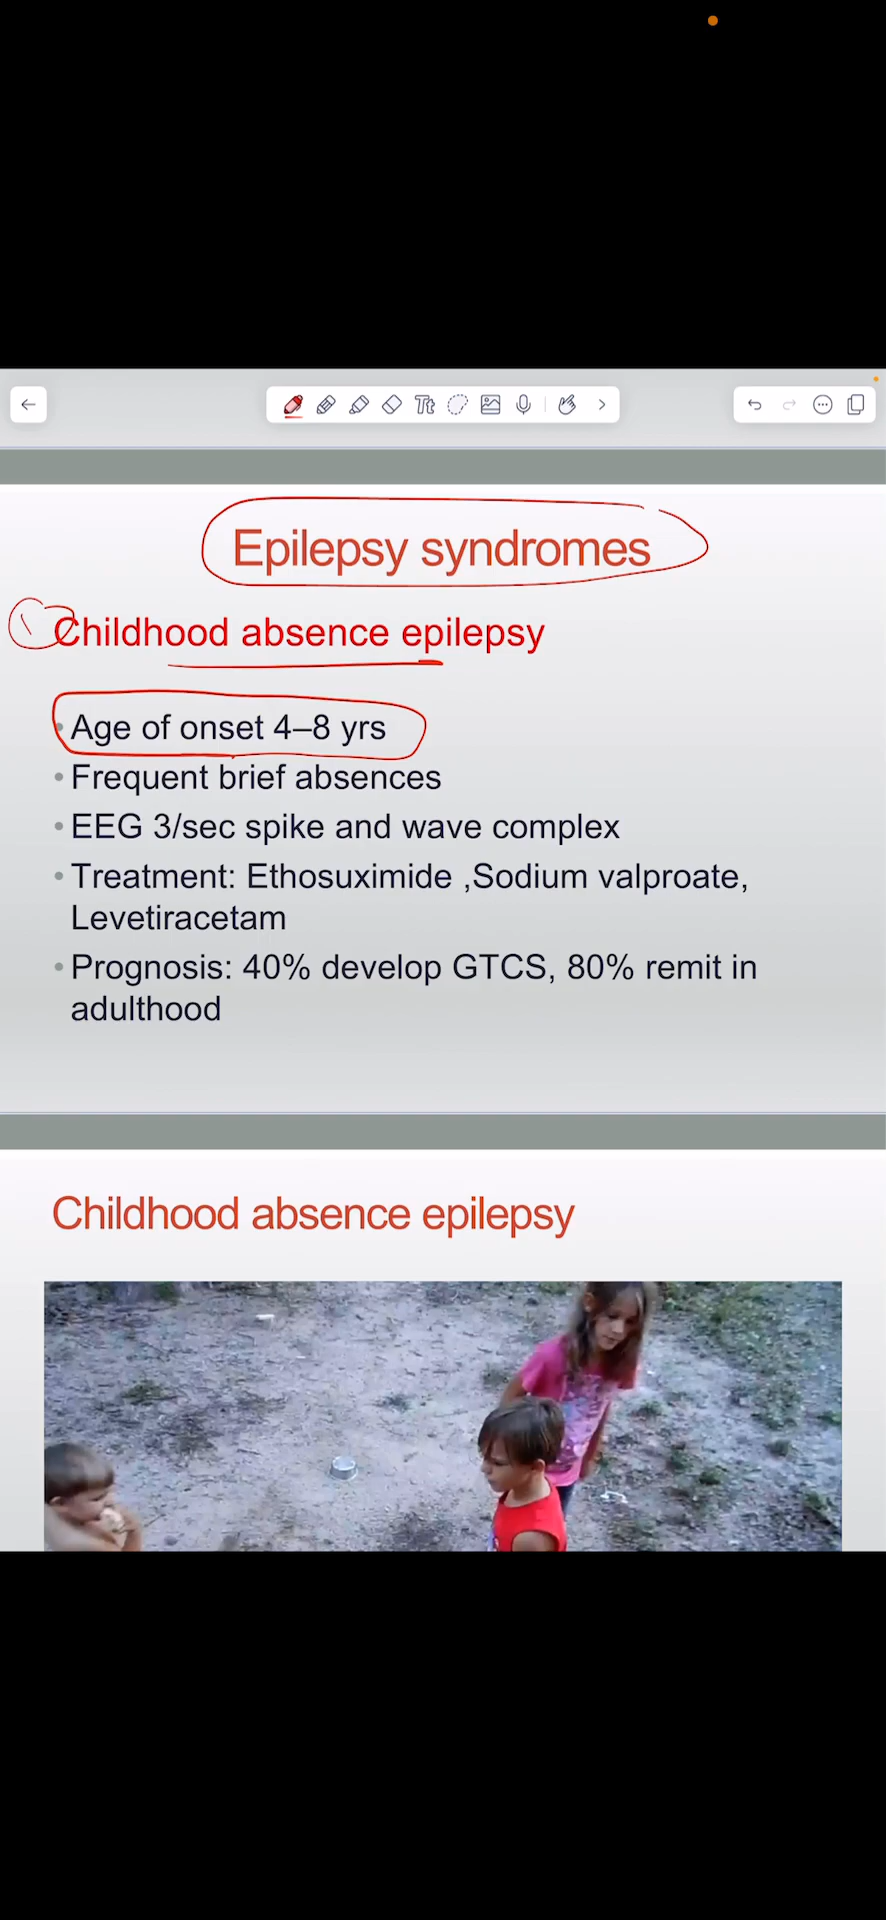 Tt
Epilepsy syndromes
Childhood absence epilepsy
• Age of onset 4–8 yrs
• Frequent brief absences
• EEG 3/sec spike and wave complex
• Treatment: Ethosuximide ,Sodium valproate,
Levetiracetam
• Prognosis: 40% develop GTCS, 80% remit in
adulthood
Childhood absence epilepsy